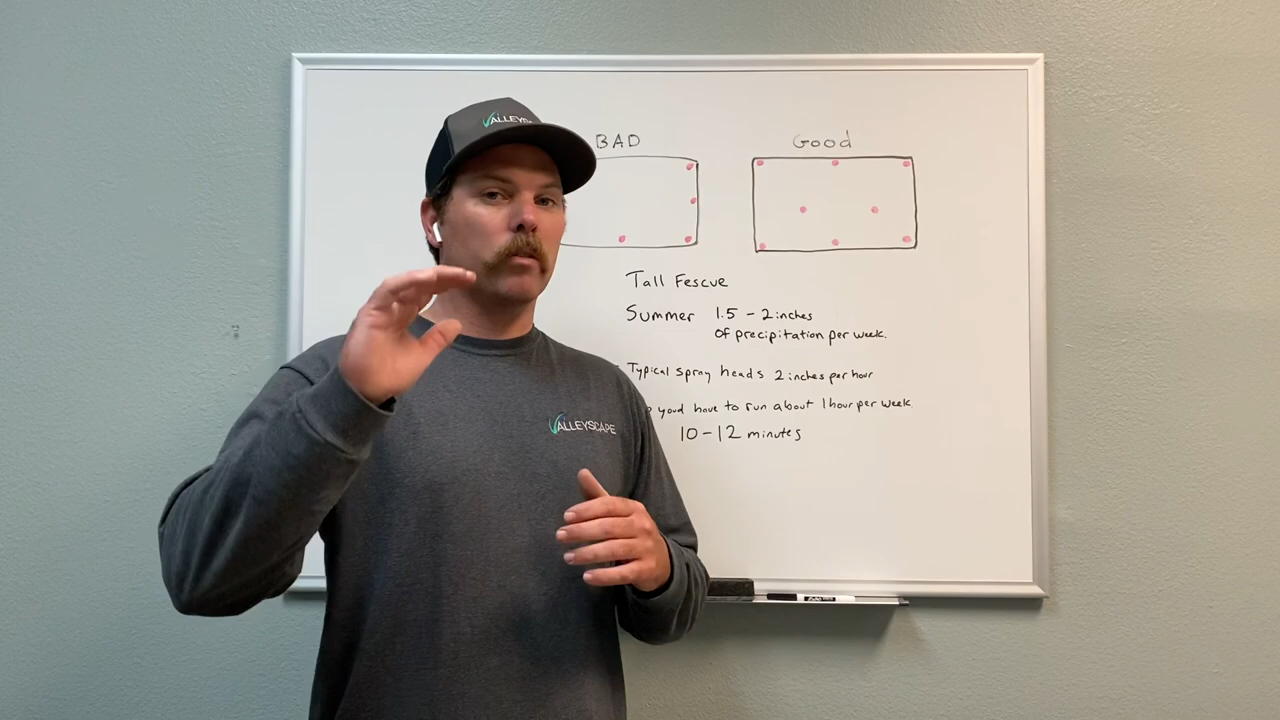 BAD
Good
Tall Fescue
Summer 1.5 - 2 inches
of precipitation per week.
Typical spray heads 2 inches per hour
youd have to run about 1 hour per week.
10-12 minutes
VALLEYSCAPE